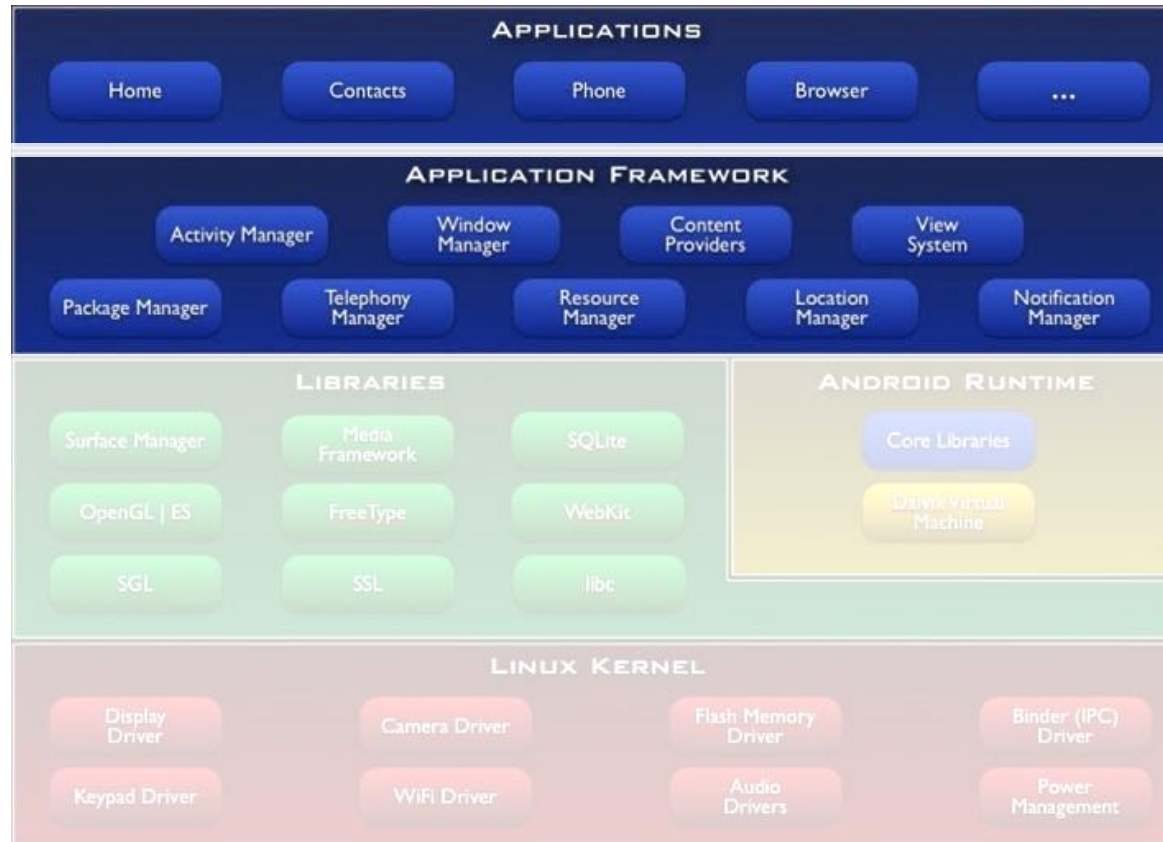 APPLICATIONS
Home
Contacts
Phone
Browser
...
APPLICATION FRAMEWORK
Activity Manager
Window
Manager
Content
Providers
View
System
Package Manager
Telephony
Manager
Resource
Manager
Location
Manager
Notification
Manager
LIBRARIES
Surface Manager
Media
Framework
SQLite
OpenGL | ES
FreeType
WebKit
SGL
SSL
libc
ANDROID RUNTIME
Core Libraries
Dalvik Virtual
Machine
LINUX KERNEL
Display
Driver
Camera Driver
Flash Memory
Driver
Binder (IPC)
Driver
Keypad Driver
WiFi Driver
Audio
Drivers
Power
Management